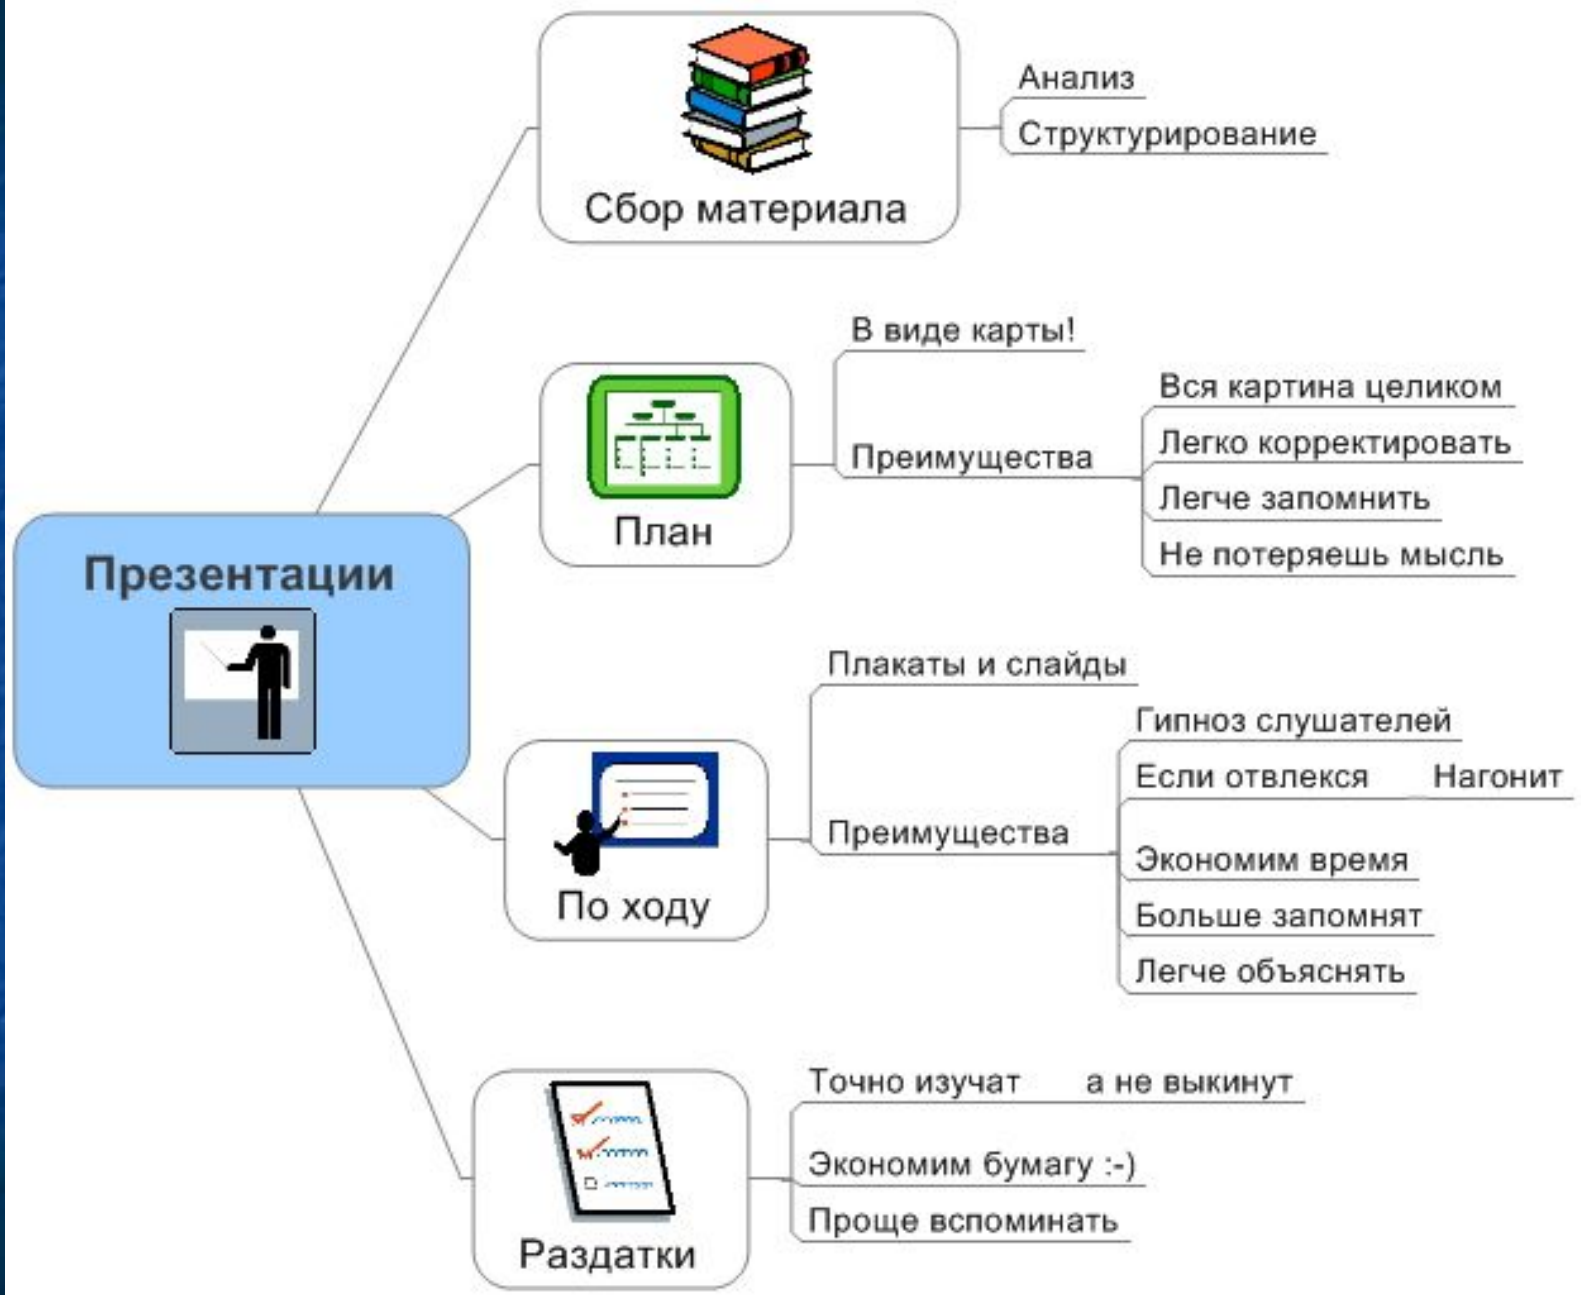 Сбор материала
Анализ
Структурирование
Презентации
План
В виде карты!
Преимущества
Вся картина целиком
Легко корректировать
Легче запомнить
Не потеряешь мысль
По ходу
Плакаты и слайды
Преимущества
Гипноз слушателей
Если отвлекся Нагонит
Экономим время
Больше запомнят
Легче объяснять
Раздатки
Точно изучат а не выкинут
Экономим бумагу :-)
Проще вспоминать